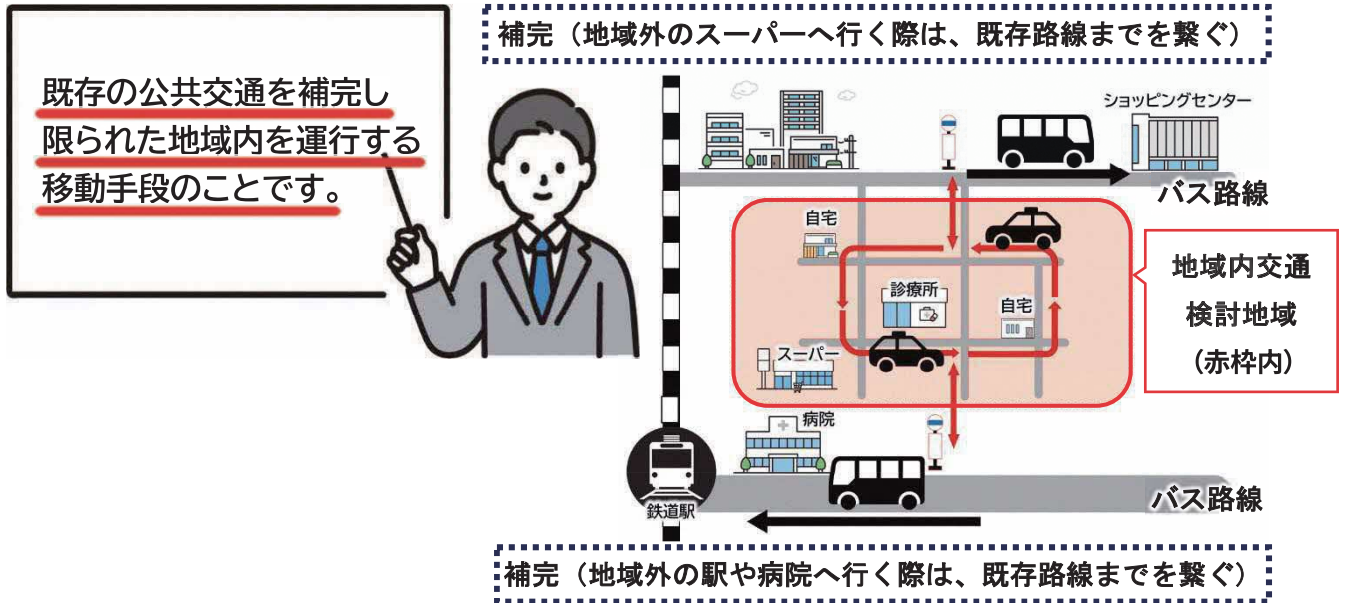 既存の公共交通を補完し
限られた地域内を運行する
移動手段のことです。
補完（地域外のスーパーへ行く際は、既存路線までを繋ぐ）
ショッピングセンター
バス路線
自宅
診療所
自宅
スーパー
地域内交通
検討地域
(赤枠内)
病院
鉄道駅
バス路線
補完（地域外の駅や病院へ行く際は、既存路線までを繋ぐ）